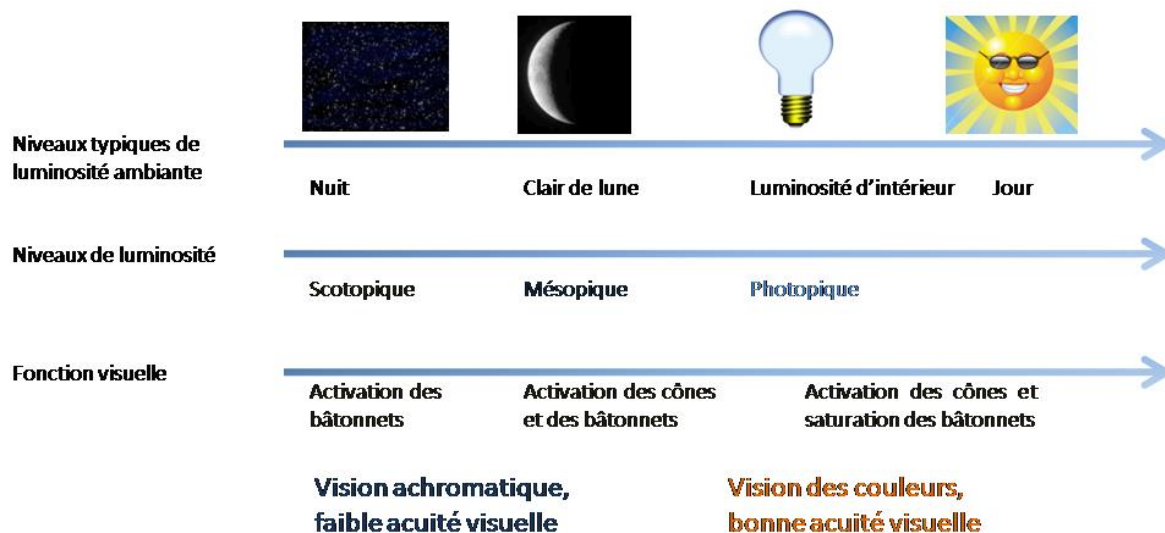 Niveaux typiques de
luminosité ambiante
Nuit
Clair de lune
Luminosité d’intérieur
Jour
Niveaux de luminosité
Scotopique
Mésopique
Photopique
Fonction visuelle
Activation des
bâtonnets
Activation des cônes
et des bâtonnets
Activation des cônes et
saturation des bâtonnets
Vision achromatique,
faible acuité visuelle
Vision des couleurs,
bonne acuité visuelle